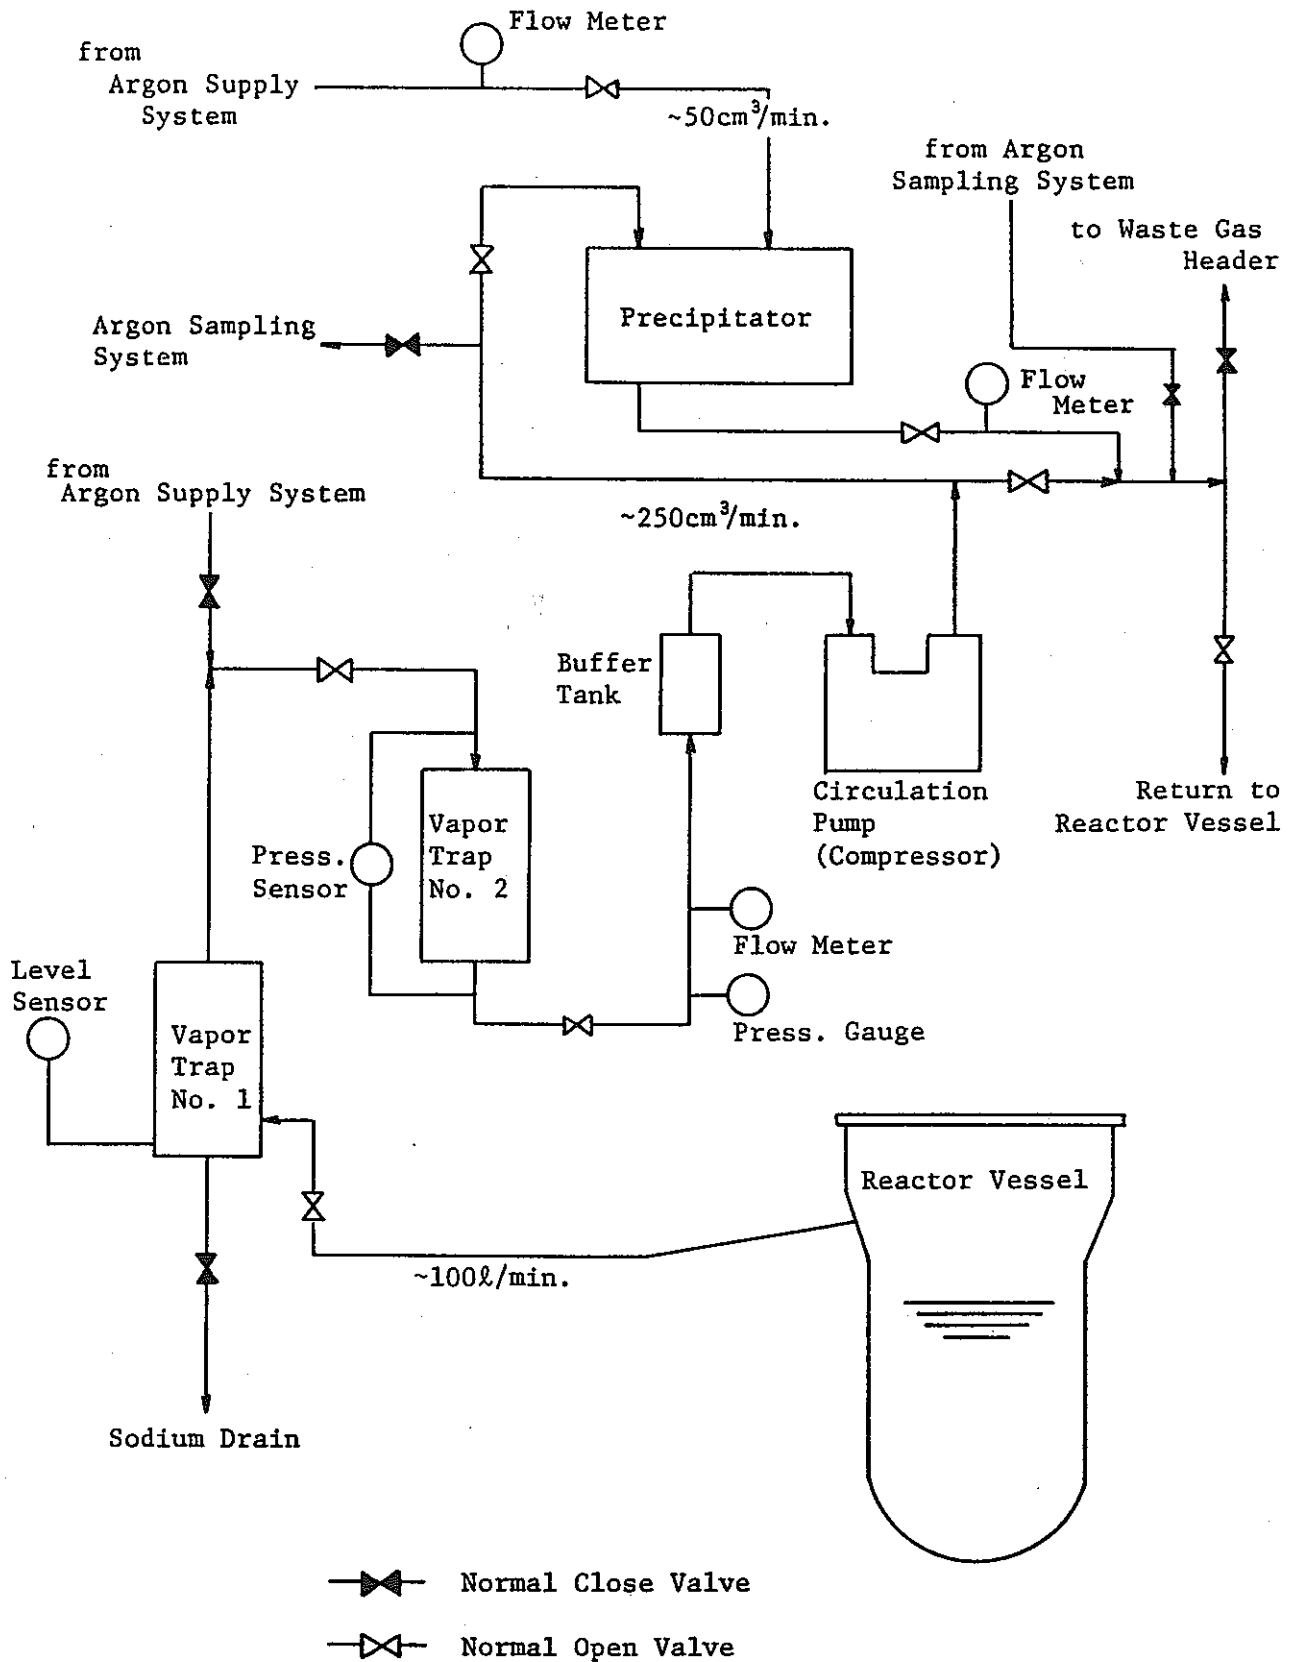 Flow Meter
from
Argon Supply
System
~50cm³/min.
from Argon
Sampling System
to Waste Gas
Header
Precipitator
Argon Sampling
System
Flow
Meter
from
Argon Supply System
~250cm³/min.
Buffer
Tank
Circulation
Pump
(Compressor)
Return to
Reactor Vessel
Vapor
Trap
No. 2
Press.
Sensor
Flow Meter
Press. Gauge
Level
Sensor
Vapor
Trap
No. 1
Reactor Vessel
~100ℓ/min.
Sodium Drain
Normal Close Valve
Normal Open Valve